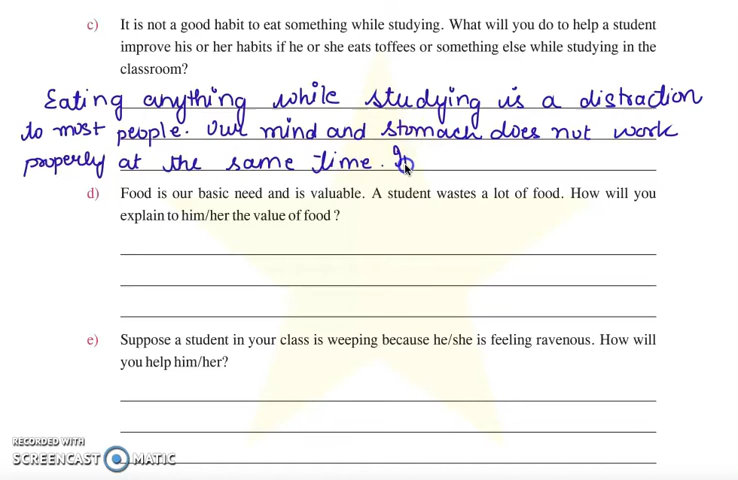 c) It is not a good habit to eat something while studying. What will you do to help a student
improve his or her habits if he or she eats toffees or something else while studying in the
classroom?
Eating anything while studying is a distraction
to most people. Our mind and stomach does not work
properly at the same time.
d) Food is our basic need and is valuable. A student wastes a lot of food. How will you
explain to him/her the value of food ?
e) Suppose a student in your class is weeping because he/she is feeling ravenous. How will
you help him/her?
RECORDED WITH
SCREENCAST MATIC